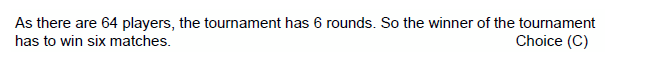 As there are 64 players, the tournament has 6 rounds. So the winner of the tournament
has to win six matches. Choice (C)